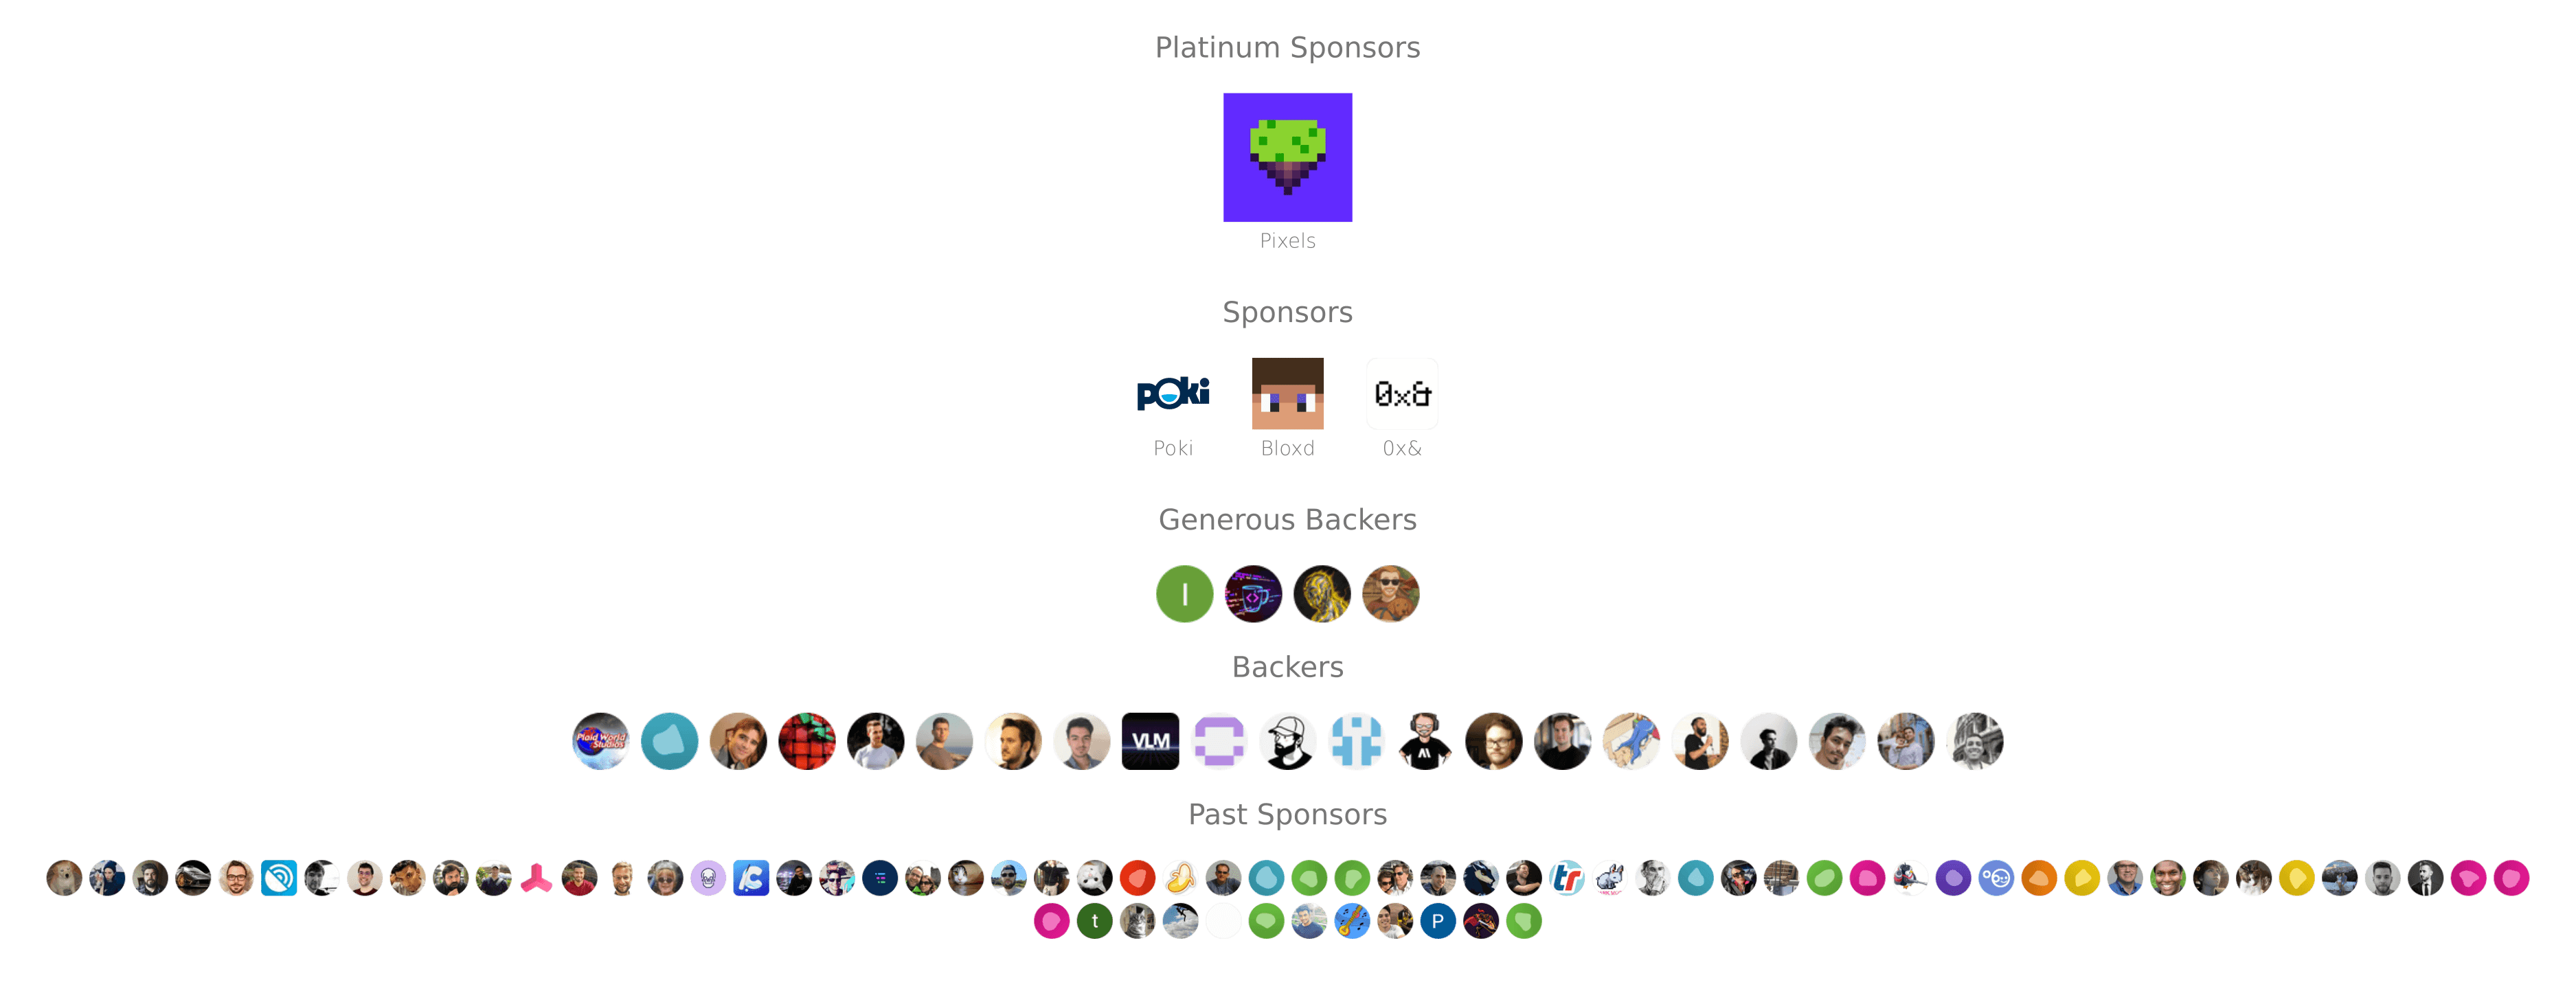 Platinum Sponsors
Pixels
Sponsors
poki
0x&
Poki Bloxd 0x&
Generous Backers
I
Backers
Plaid World
Studios
VLM
Past Sponsors
tr
t
P